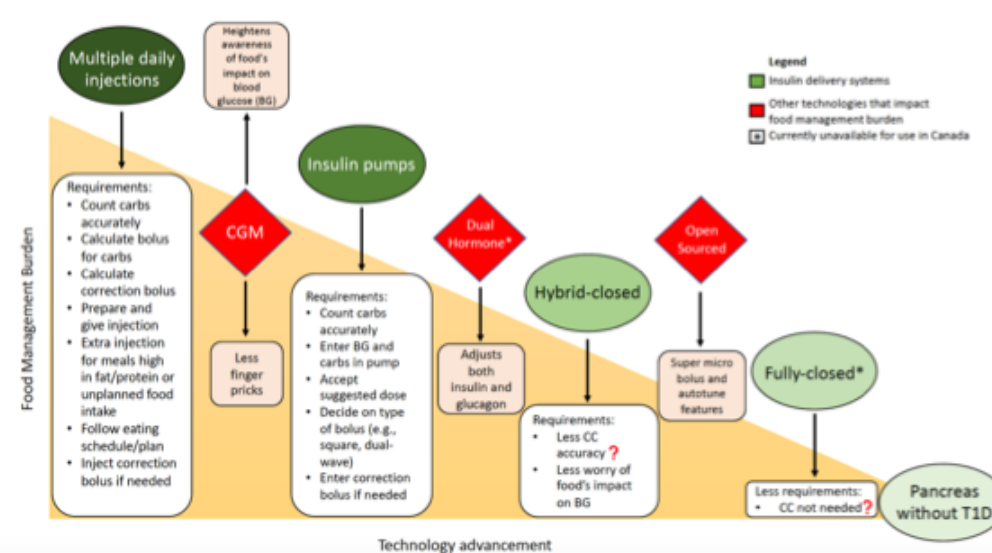 Multiple daily
injections
Heightens
awareness
of food's
impact on
blood
glucose (BG)
Legend
Insulin delivery systems
Other technologies that impact
food management burden
* Currently unavailable for use in Canada
Insulin pumps
Requirements:
• Count carbs
accurately
• Calculate bolus
for carbs
• Calculate
correction bolus
• Prepare and
give injection
• Extra injection
for meals high
in fat/protein or
unplanned food
intake
• Follow eating
schedule/plan
• Inject correction
bolus if needed
CGM
Less
finger
pricks
Requirements:
• Count carbs
accurately
• Enter BG and
carbs in pump
• Accept
suggested dose
• Decide on type
of bolus (e.g.,
square, dual-
wave)
• Enter correction
bolus if needed
Dual
Hormone*
Adjusts
both
insulin and
glucagon
Hybrid-closed
Requirements:
• Less CC
accuracy ?
• Less worry of
food's impact
on BG
Open
Sourced
Super micro
bolus and
autotune
features
Fully-closed*
Less requirements:
• CC not needed?
Pancreas
without T1D
Food Management Burden
Technology advancement